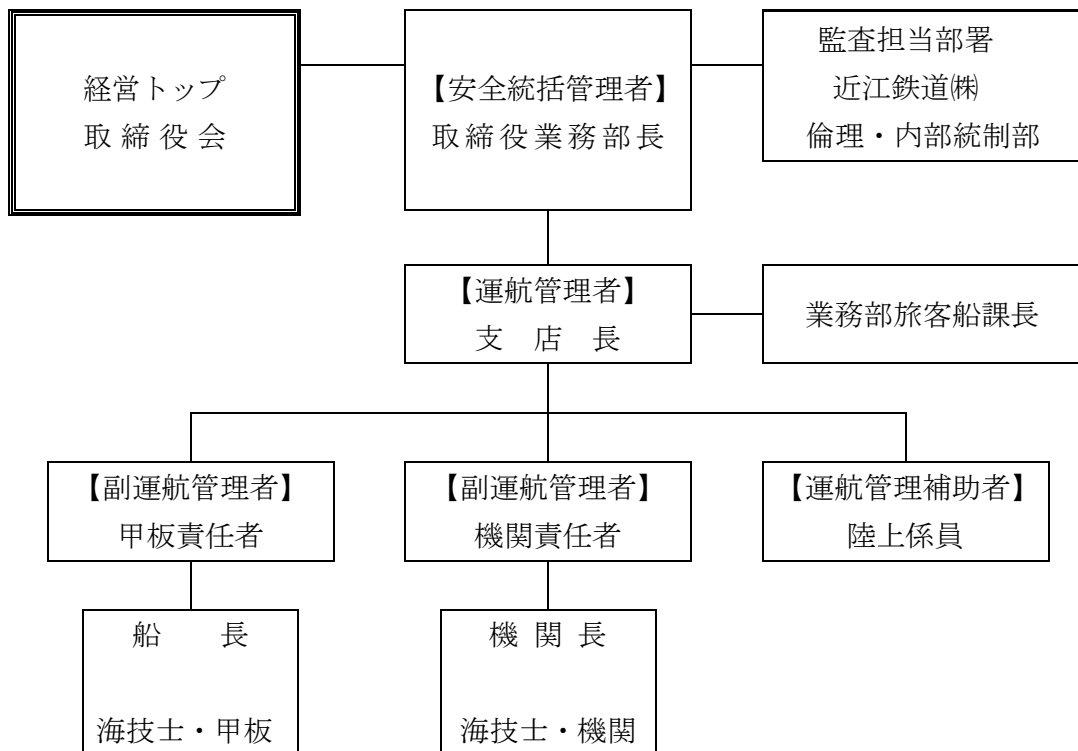 経営トップ
取締役会
【安全統括管理者】
取締役業務部長
監査担当部署
近江鉄道㈱
倫理・内部統制部
【運航管理者】
支　店　長
業務部旅客船課長
【副運航管理者】
甲板責任者
【副運航管理者】
機関責任者
【運航管理補助者】
陸上係員
船　　長
海技士・甲板
機関長
海技士・機関